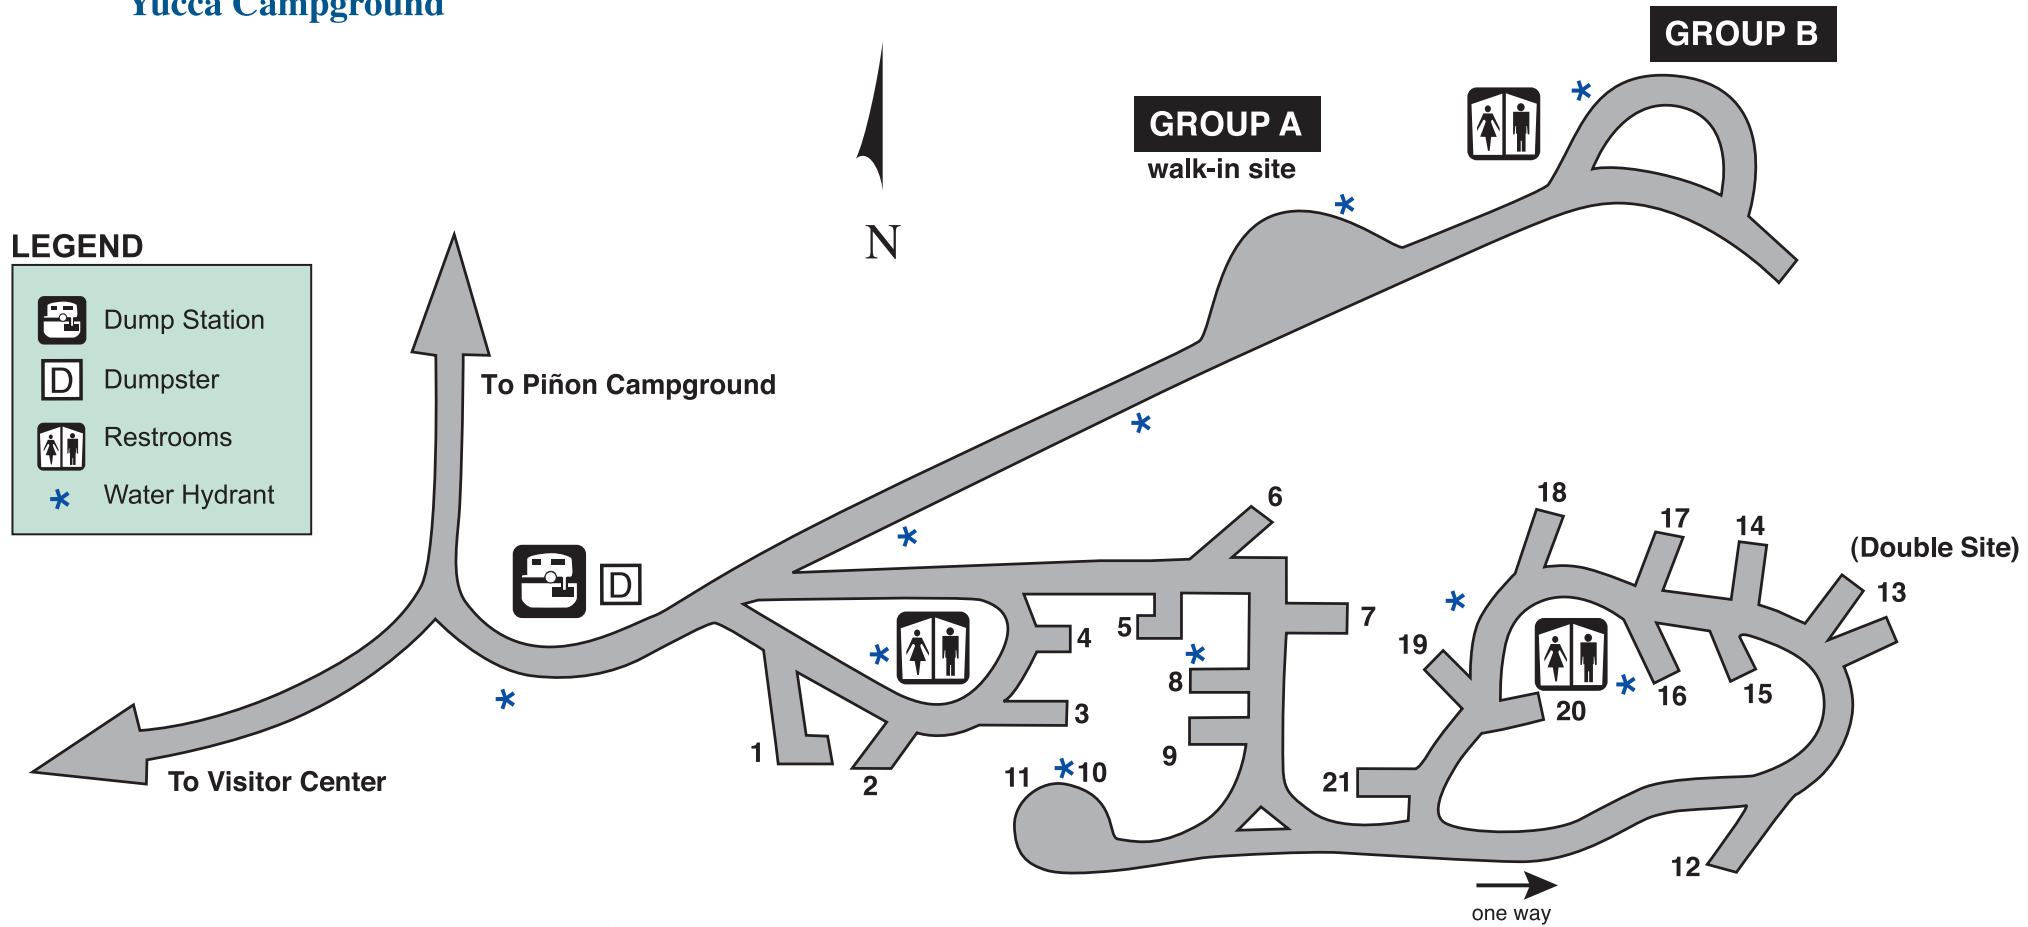 Yucca Campground
GROUP B
GROUP A
walk-in site
N
LEGEND
Dump Station
D Dumpster
Restrooms
Water Hydrant
To Piñon Campground
D
To Visitor Center
1
2
3
4
5
6
7
8
9
10
11
12
13
(Double Site)
14
15
16
17
18
19
20
21
one way